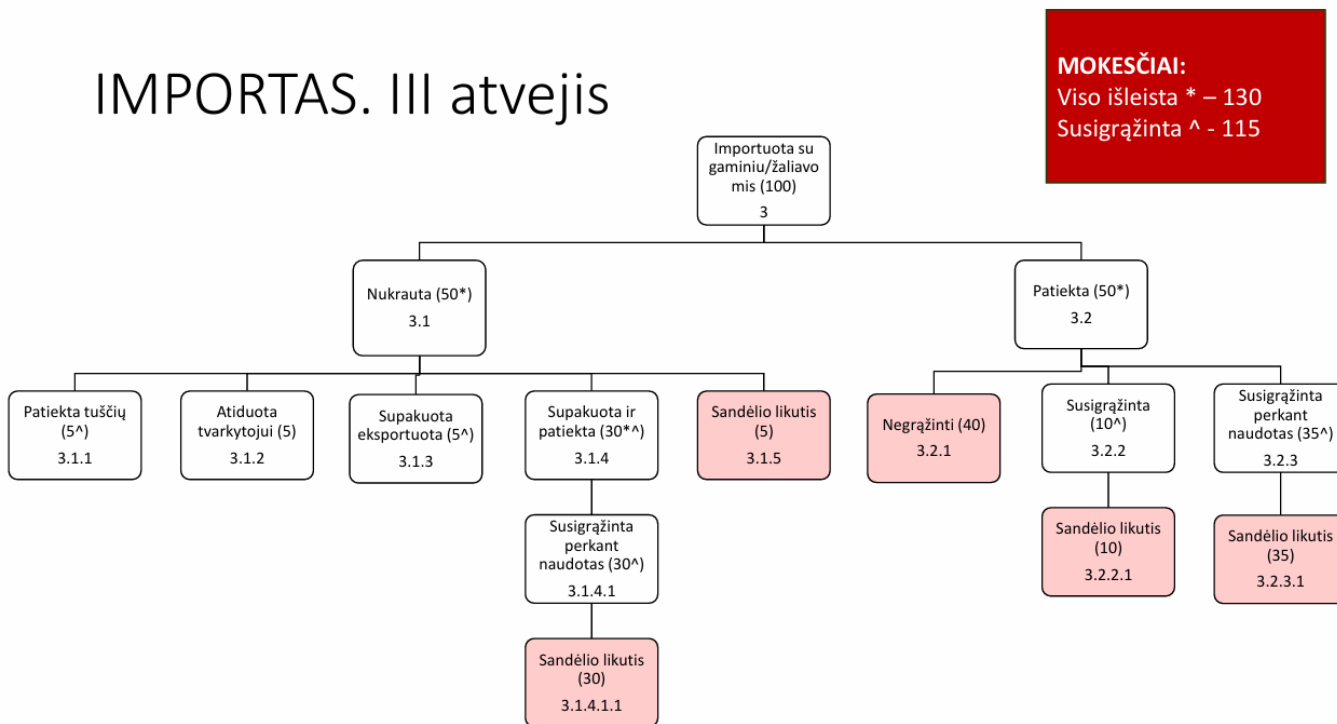 IMPORTAS. III atvejis
MOKESČIAI:
Viso išleista * – 130
Susigrąžinta ^ - 115
Importuota su
gaminiu/žaliavo
mis (100)
3
Nukrauta (50*)
3.1
Patiekta (50*)
3.2
Patiekta tuščių
(5^)
3.1.1
Atiduota
tvarkytojui (5)
3.1.2
Supakuota
eksportuota (5^)
3.1.3
Supakuota ir
patiekta (30*^)
3.1.4
Sandėlio likutis
(5)
3.1.5
Negrąžinti (40)
3.2.1
Susigrąžinta
(10^)
3.2.2
Susigrąžinta
perkant
naudotas (35^)
3.2.3
Susigrąžinta
perkant
naudotas (30^)
3.1.4.1
Sandėlio likutis
(10)
3.2.2.1
Sandėlio likutis
(35)
3.2.3.1
Sandėlio likutis
(30)
3.1.4.1.1